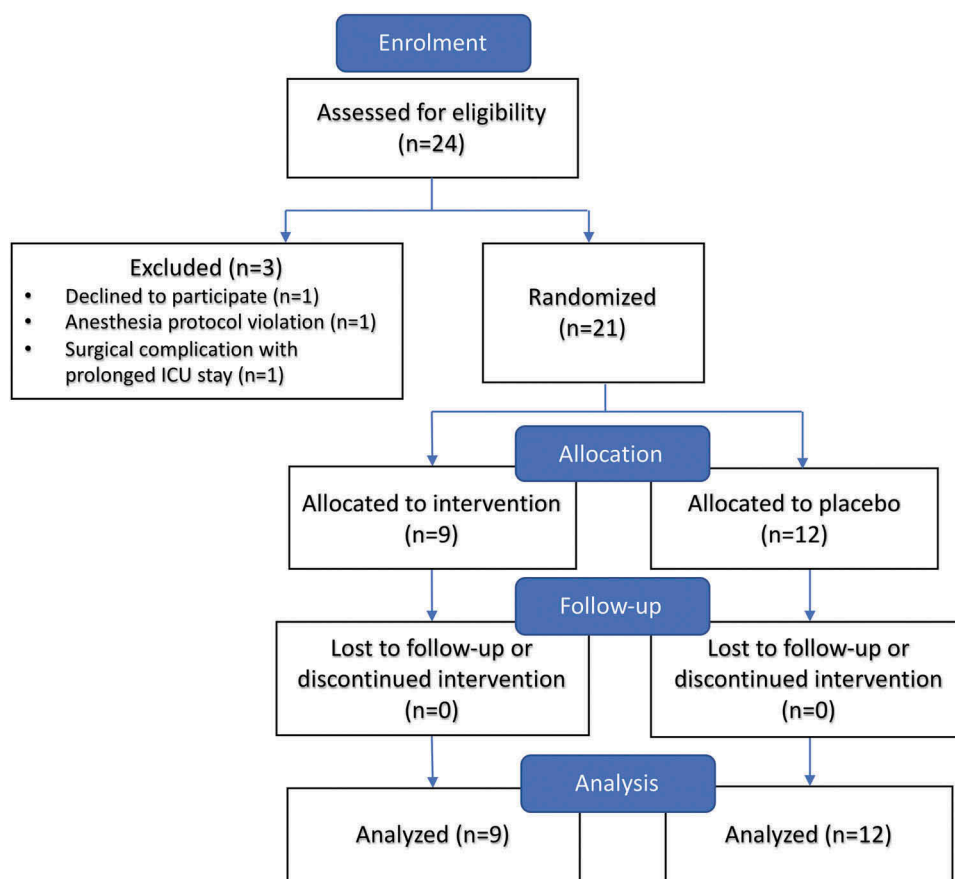 Enrolment
Assessed for eligibility
(n=24)
Excluded (n=3)
• Declined to participate (n=1)
• Anesthesia protocol violation (n=1)
• Surgical complication with
prolonged ICU stay (n=1)
Randomized
(n=21)
Allocation
Allocated to intervention
(n=9)
Allocated to placebo
(n=12)
Follow-up
Lost to follow-up or
discontinued intervention
(n=0)
Lost to follow-up or
discontinued intervention
(n=0)
Analysis
Analyzed (n=9)
Analyzed (n=12)